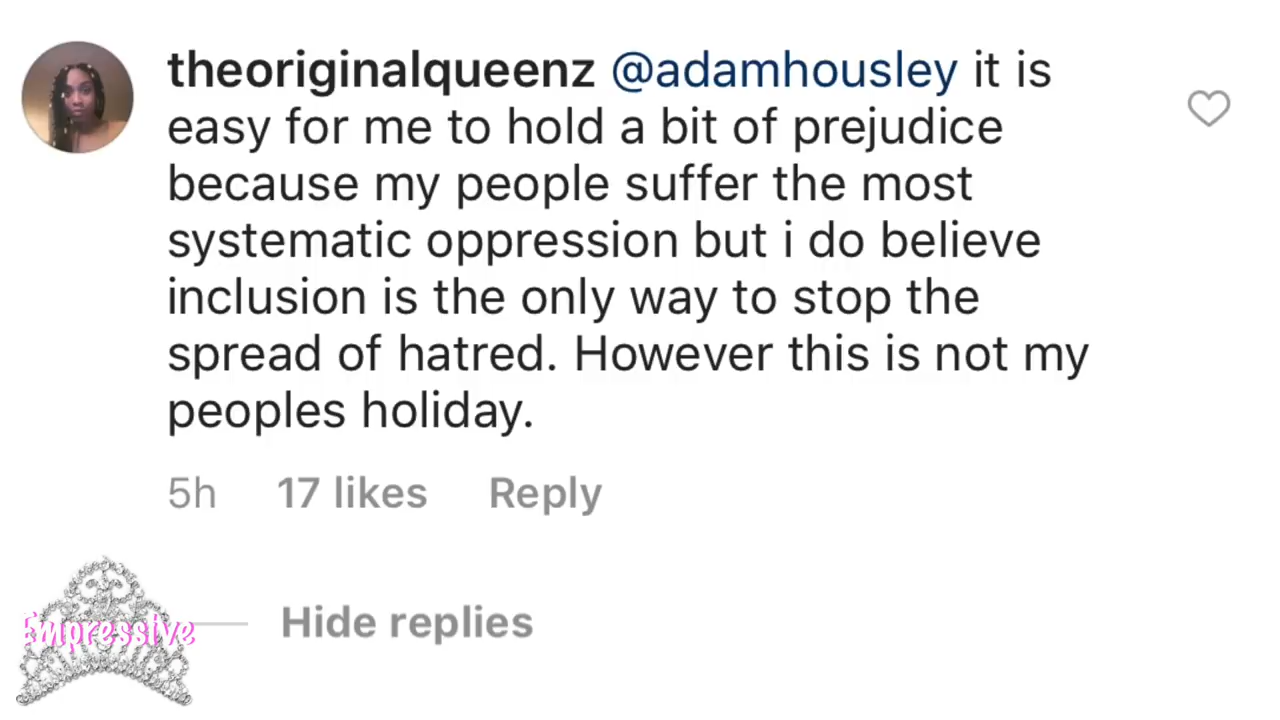 theoriginalqueenz @adamhousley it is
easy for me to hold a bit of prejudice
because my people suffer the most
systematic oppression but i do believe
inclusion is the only way to stop the
spread of hatred. However this is not my
peoples holiday.
5h 17 likes Reply
Hide replies
Empressive